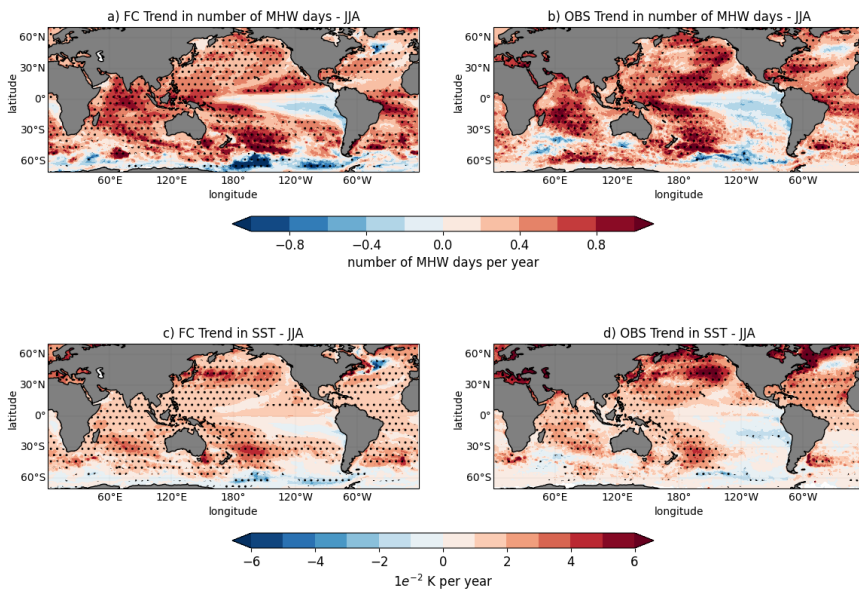 a) FC Trend in number of MHW days - JJA
b) OBS Trend in number of MHW days - JJA
latitude
60°N
30°N
0°
30°S
60°S
60°E 120°E 180° 120°W 60°W
longitude
latitude
60°N
30°N
0°
30°S
60°S
60°E 120°E 180° 120°W 60°W
longitude
−0.8 −0.4 0.0 0.4 0.8
number of MHW days per year
c) FC Trend in SST - JJA
d) OBS Trend in SST - JJA
latitude
60°N
30°N
0°
30°S
60°S
60°E 120°E 180° 120°W 60°W
longitude
latitude
60°N
30°N
0°
30°S
60°S
60°E 120°E 180° 120°W 60°W
longitude
−6 −4 −2 0 2 4 6
1e⁻² K per year